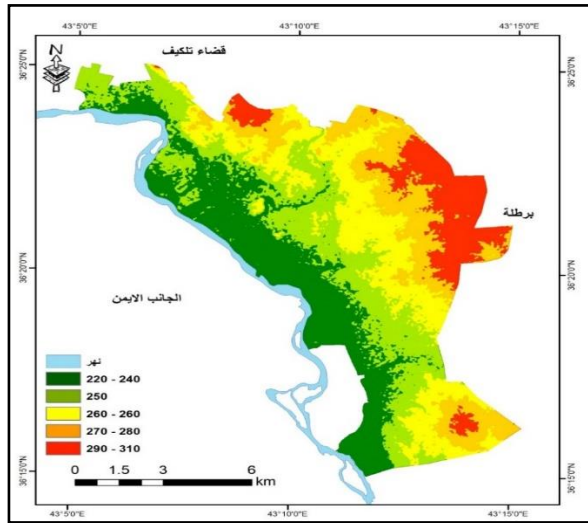 43°5'0"E 43°10'0"E 43°15'0"E
قضاء تلكيف
N
36°25'0"N 36°25'0"N
برطلة
36°20'0"N 36°20'0"N
الجانب الايمن
نهر
220 - 240
250
260 - 260
270 - 280
290 - 310
0 1.5 3 6
km
36°15'0"N 36°15'0"N
43°5'0"E 43°10'0"E 43°15'0"E